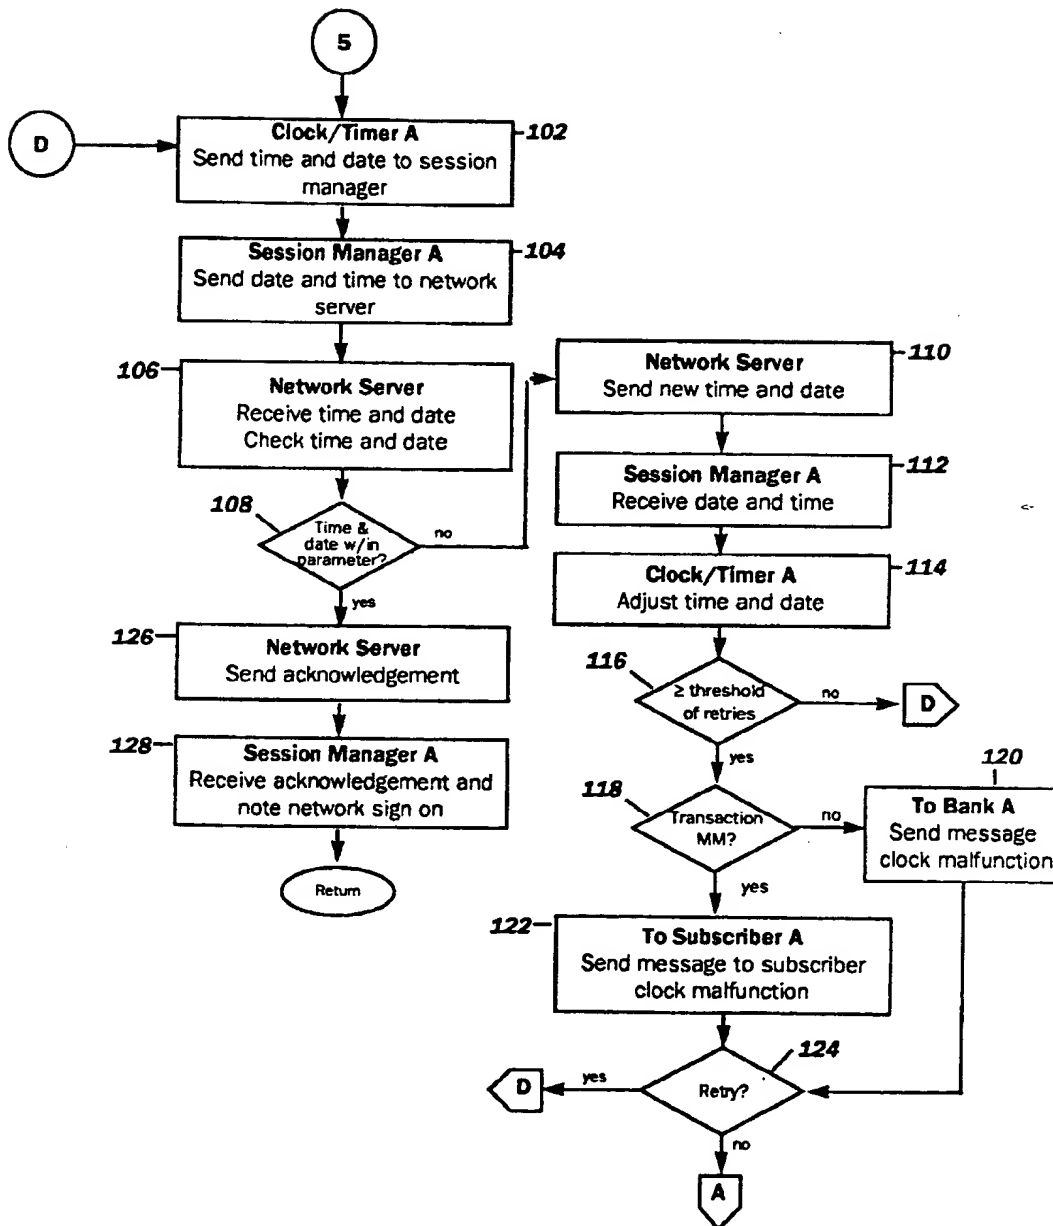 5
D
Clock/Timer A
Send time and date to session
manager
102
Session Manager A
Send date and time to network
server
104
106
Network Server
Receive time and date
Check time and date
108
Time &
date w/in
parameter?
no
yes
126
Network Server
Send acknowledgement
128
Session Manager A
Receive acknowledgement and
note network sign on
Return
110
Network Server
Send new time and date
112
Session Manager A
Receive date and time
114
Clock/Timer A
Adjust time and date
116
≥ threshold
of retries
no
D
yes
118
Transaction
MM?
no
120
To Bank A
Send message
clock malfunction
yes
122
To Subscriber A
Send message to subscriber
clock malfunction
124
Retry?
yes
D
no
A